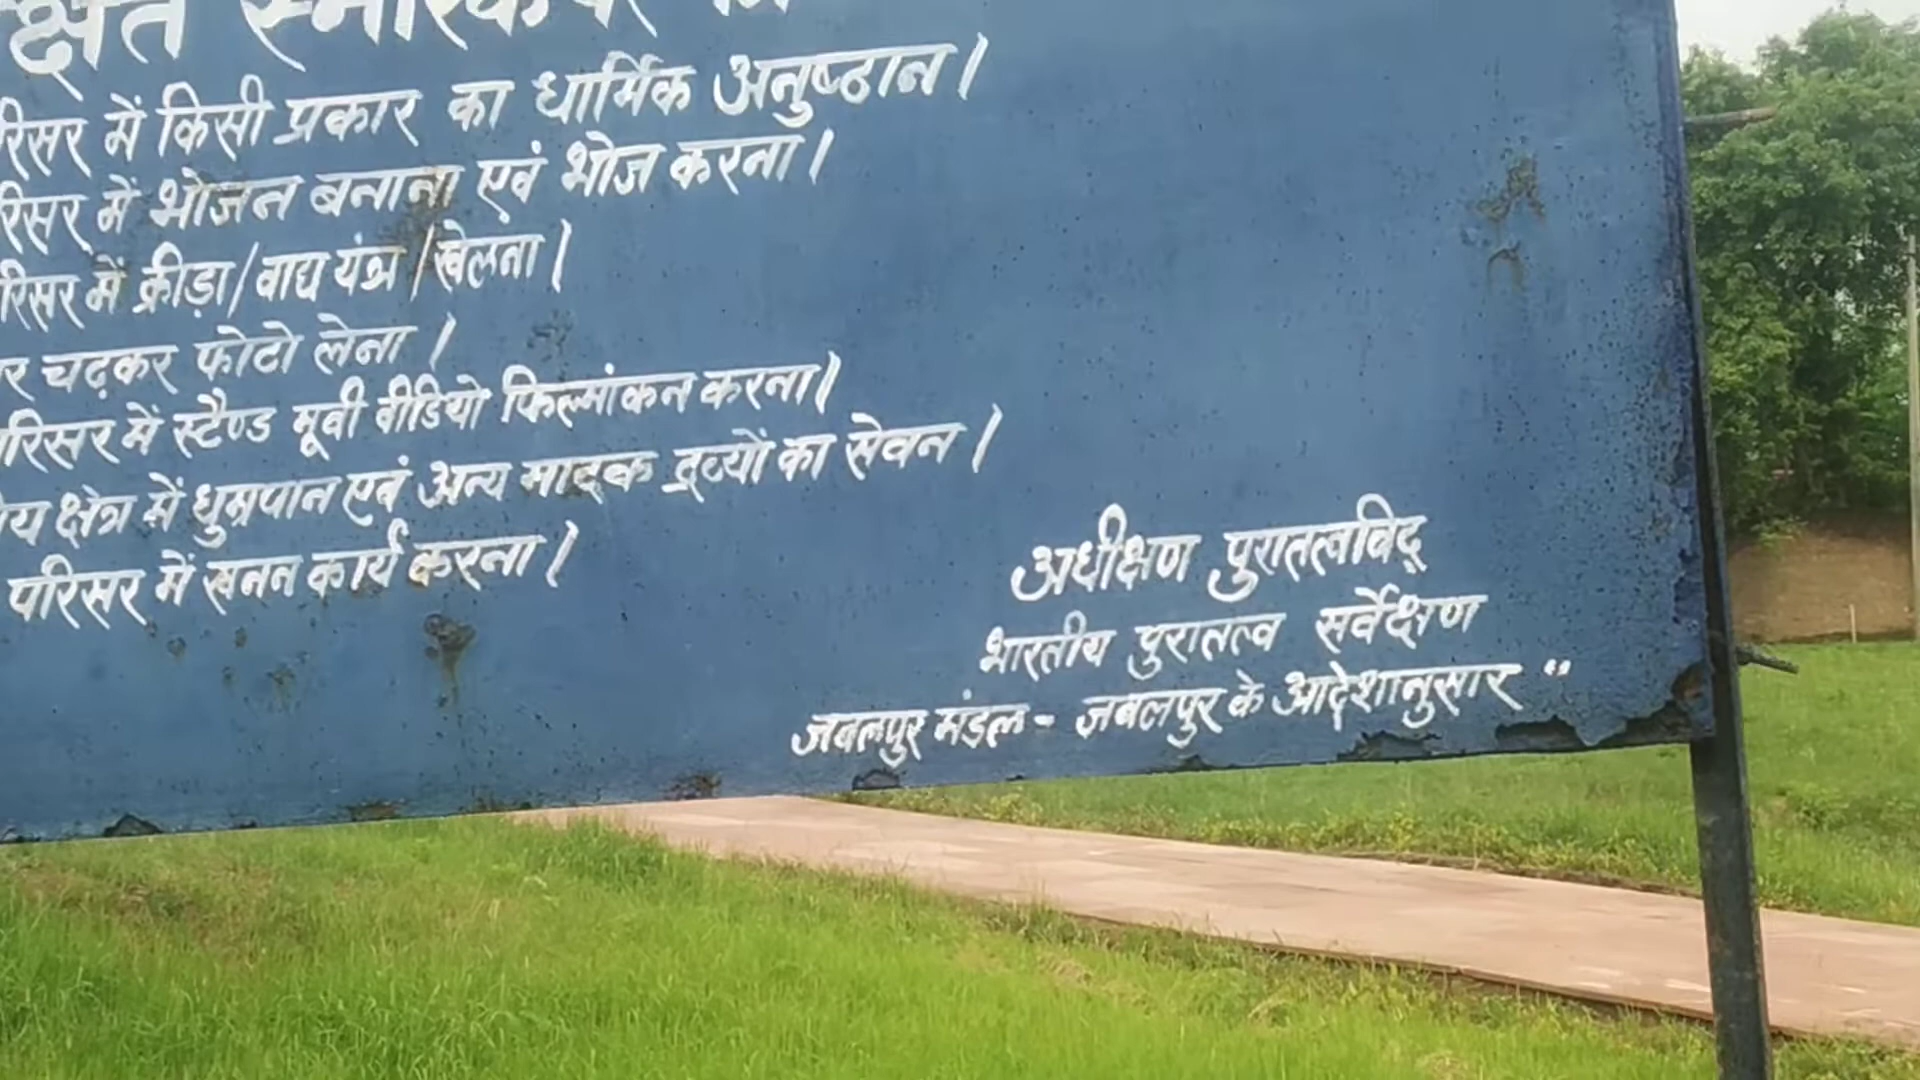 रिसर में किसी प्रकार का धार्मिक अनुष्ठान।
रिसर में भोजन बनाना एवं भोज करना।
रिसर में क्रीड़ा/वाद्य यंत्र/खेलना।
र चढ़कर फोटो लेना।
रिसर में स्टैण्ड मूवी वीडियो फिल्मांकन करना।
क्षेत्र में धुम्रपान एवं अन्य मादक द्रव्यों का सेवन।
परिसर में खनन कार्य करना।
अधीक्षण पुरातत्वविद्
भारतीय पुरातत्व सर्वेक्षण
जबलपुर मंडल - जबलपुर के आदेशानुसार "